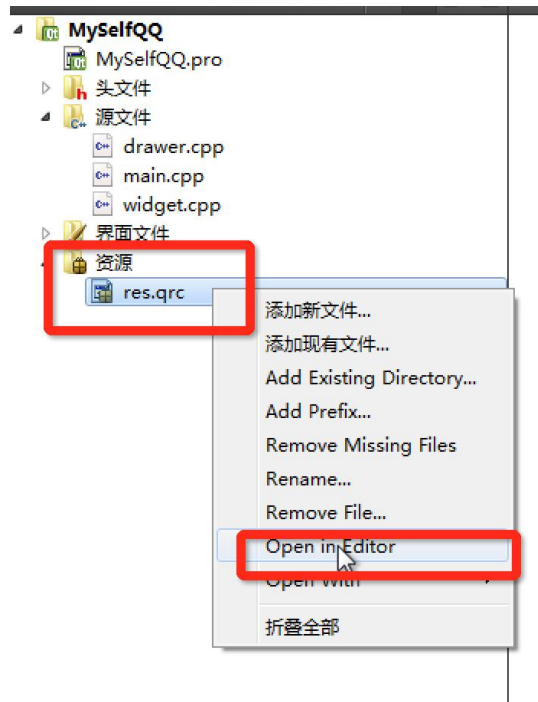 MySelfQQ
MySelfQQ.pro
头文件
源文件
drawer.cpp
main.cpp
widget.cpp
界面文件
资源
res.qrc
添加新文件...
添加现有文件...
Add Existing Directory...
Add Prefix...
Remove Missing Files
Rename...
Remove File...
Open in Editor
Open With
折叠全部